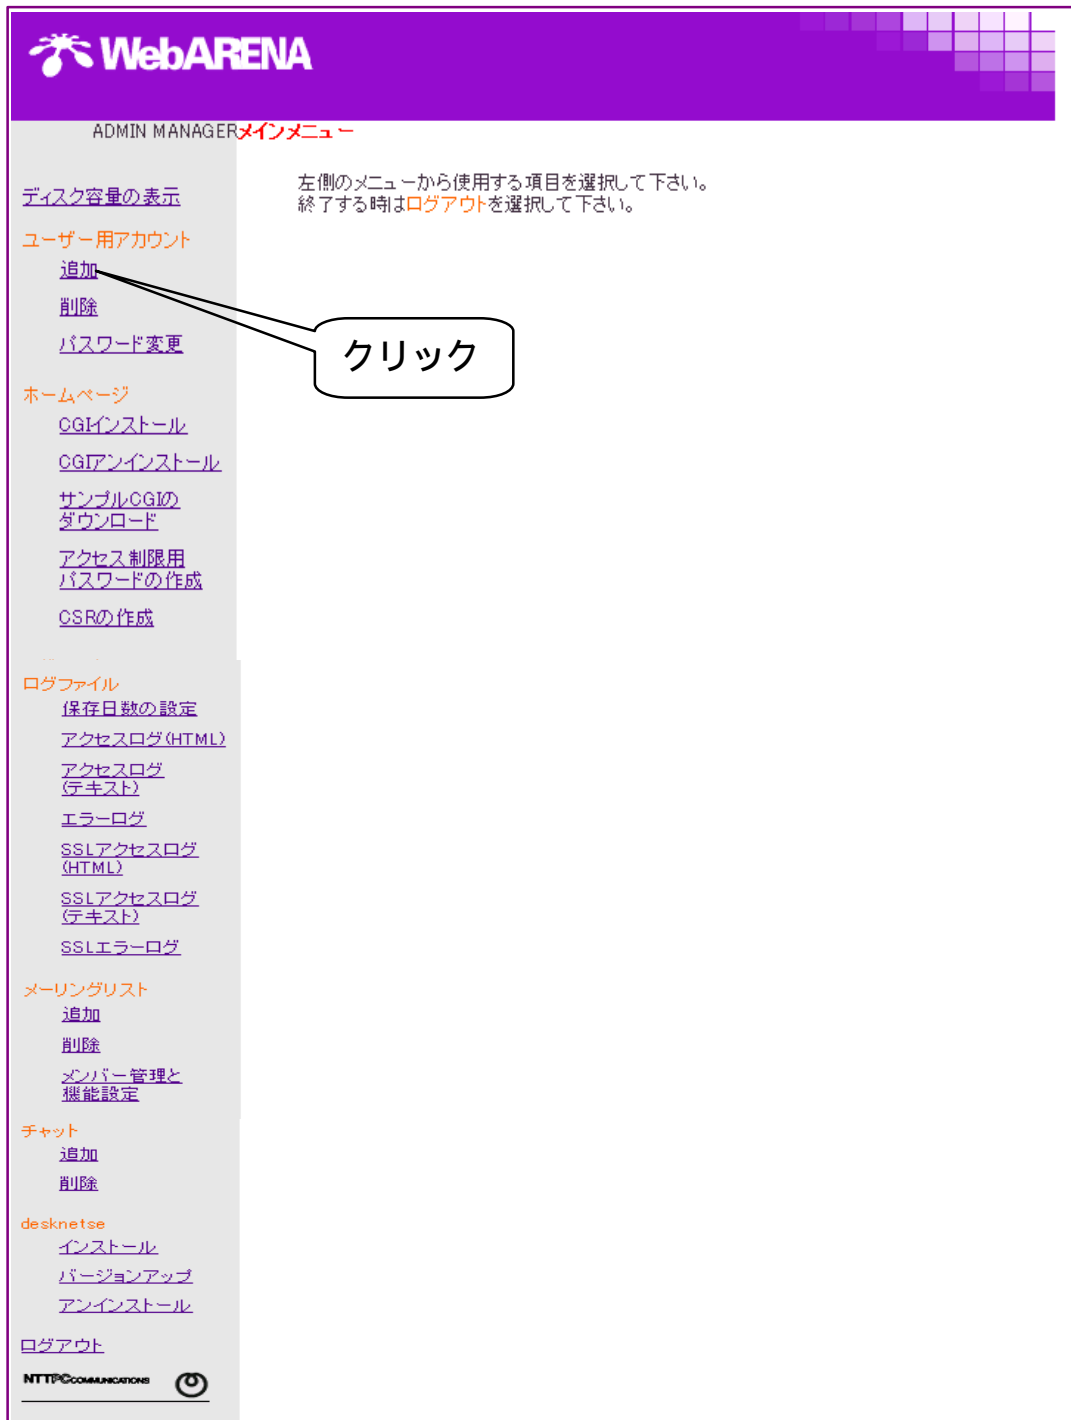 WebARENA
ADMIN MANAGERメインメニュー
左側のメニューから使用する項目を選択して下さい。
終了する時はログアウトを選択して下さい。
ディスク容量の表示
ユーザー用アカウント
追加
クリック
削除
パスワード変更
ホームページ
CGIインストール
CGIアンインストール
サンプルCGIの
ダウンロード
アクセス制限用
パスワードの作成
CSRの作成
ログファイル
保存日数の設定
アクセスログ(HTML)
アクセスログ
(テキスト)
エラーログ
SSLアクセスログ
(HTML)
SSLアクセスログ
(テキスト)
SSLエラーログ
メーリングリスト
追加
削除
メンバー管理と
機能設定
チャット
追加
削除
desknetse
インストール
バージョンアップ
アンインストール
ログアウト
NTTPC COMMUNICATIONS